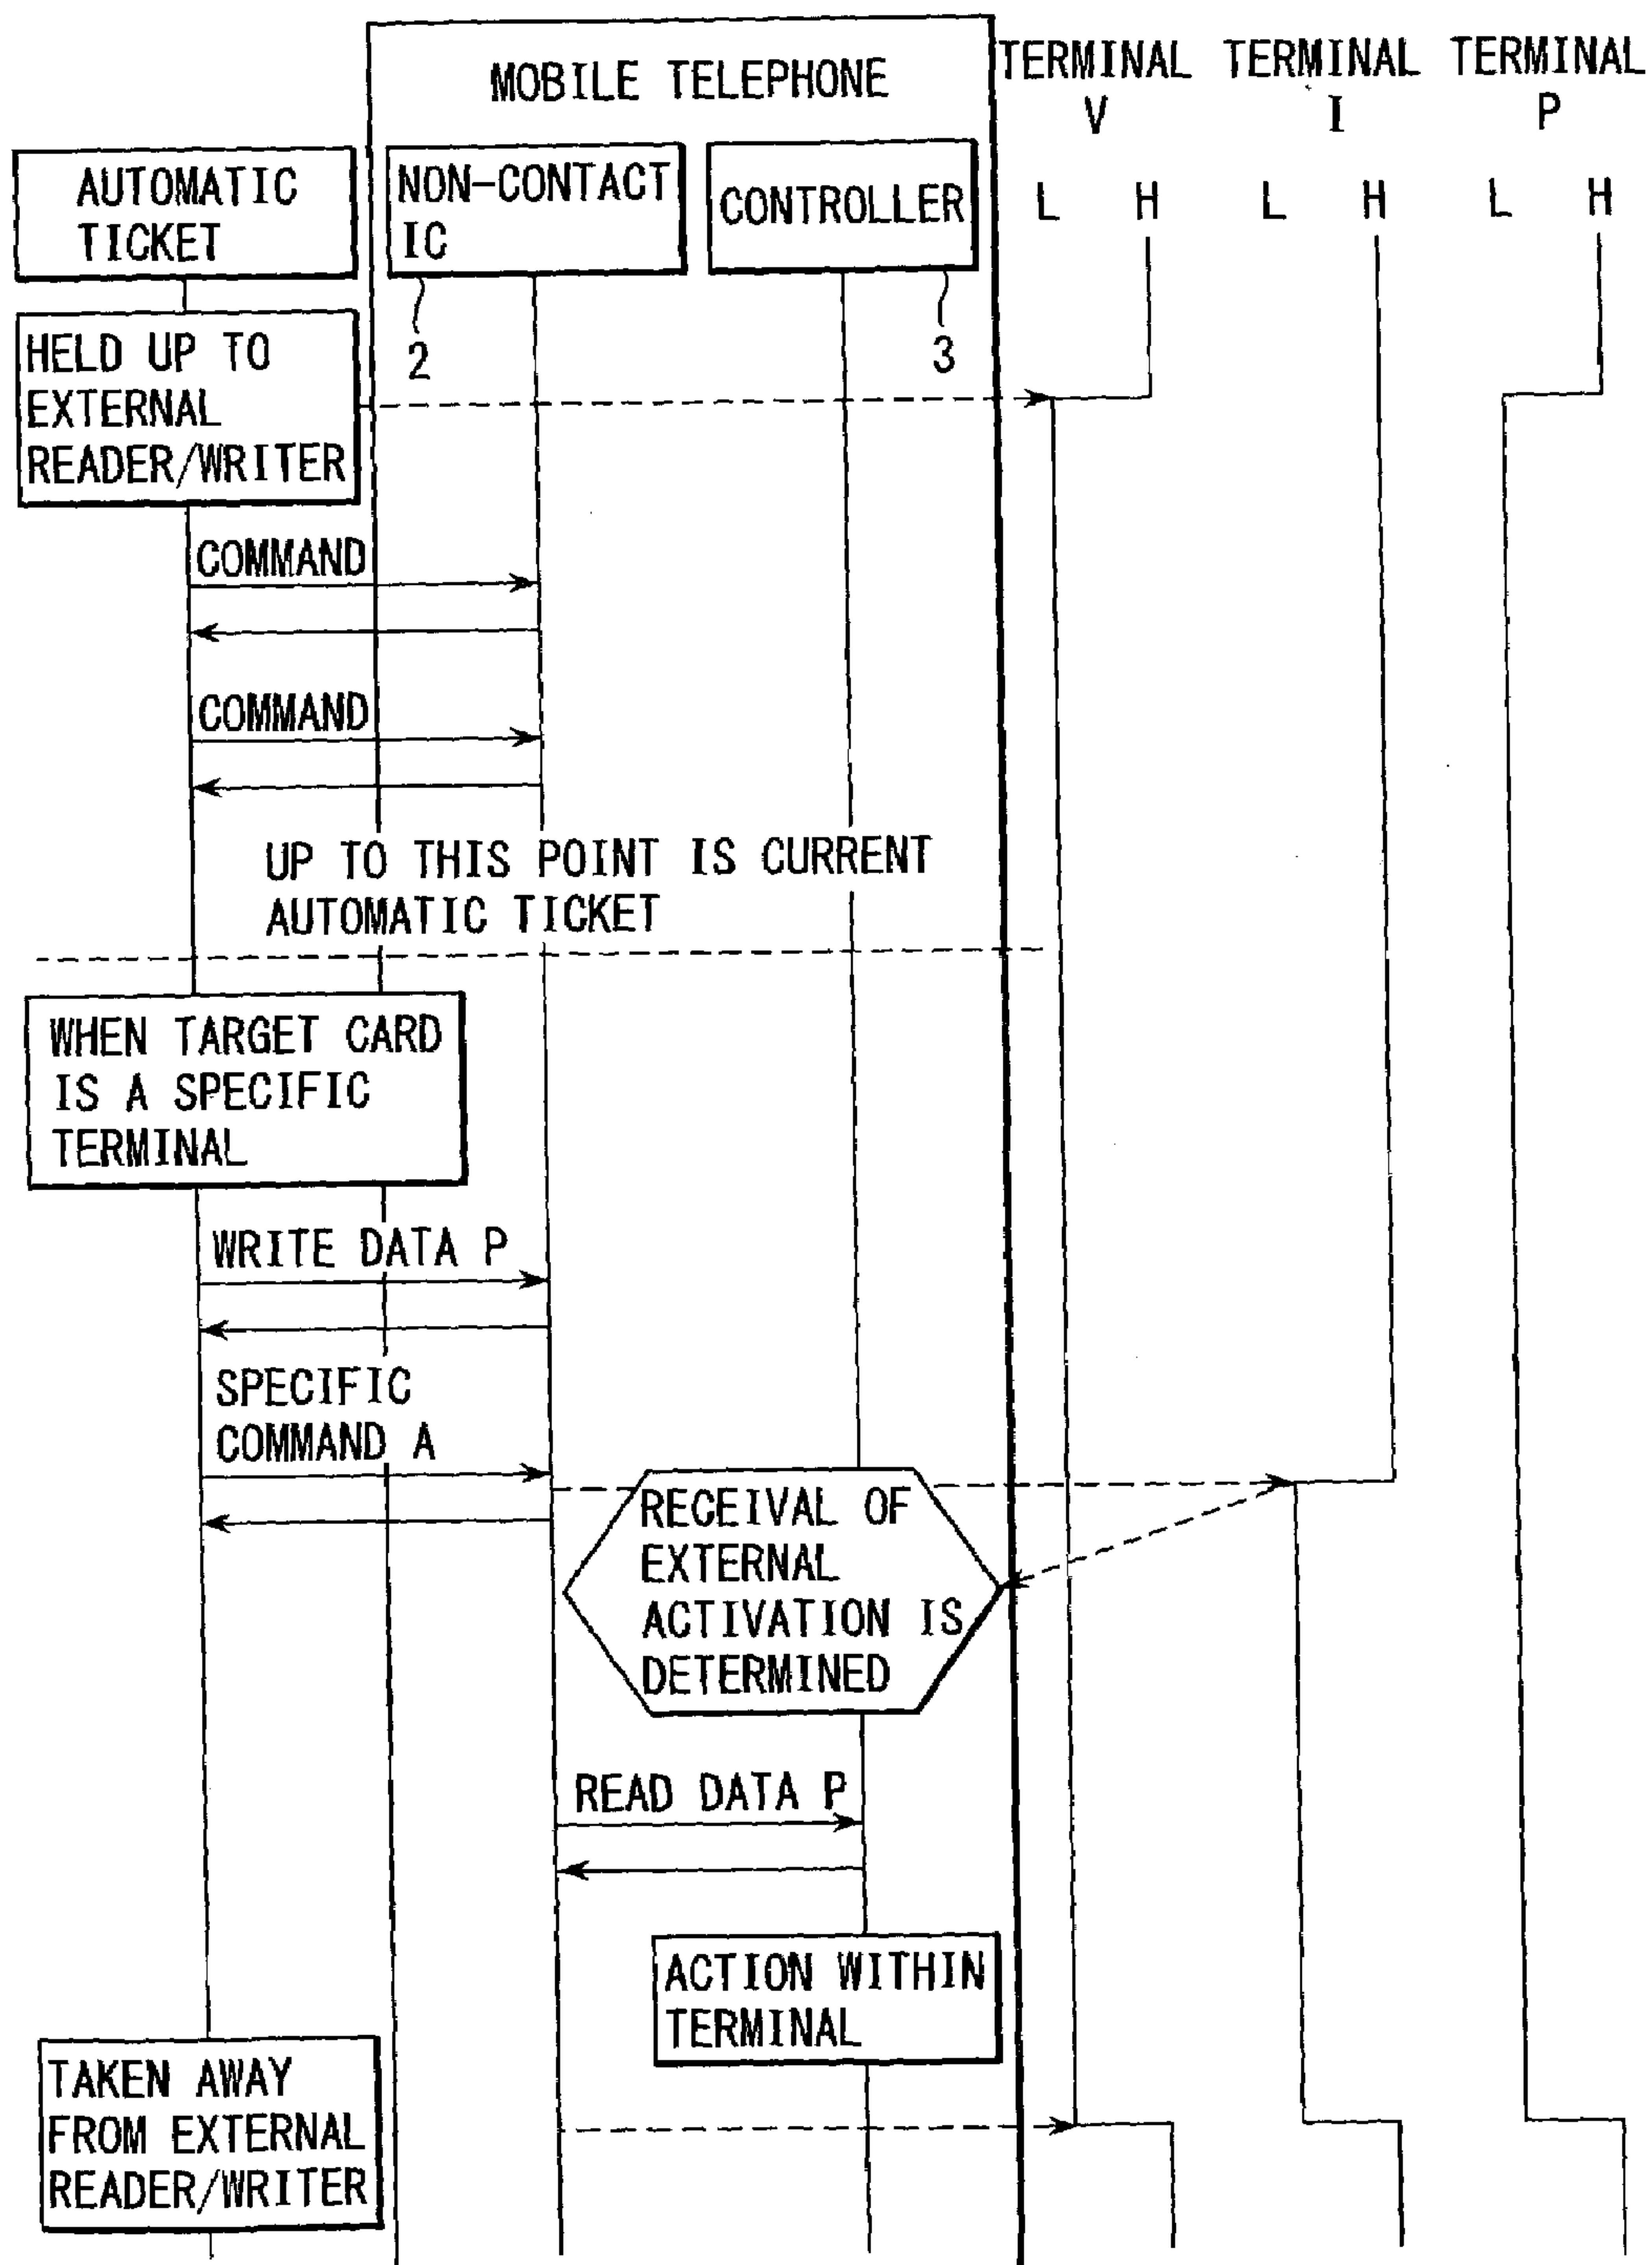 MOBILE TELEPHONE
TERMINAL V
TERMINAL I
TERMINAL P
AUTOMATIC
TICKET
NON-CONTACT
IC
CONTROLLER
L H L H L H
2
3
HELD UP TO
EXTERNAL
READER/WRITER
COMMAND
COMMAND
UP TO THIS POINT IS CURRENT
AUTOMATIC TICKET
WHEN TARGET CARD
IS A SPECIFIC
TERMINAL
WRITE DATA P
SPECIFIC
COMMAND A
RECEIVAL OF
EXTERNAL
ACTIVATION IS
DETERMINED
READ DATA P
ACTION WITHIN
TERMINAL
TAKEN AWAY
FROM EXTERNAL
READER/WRITER